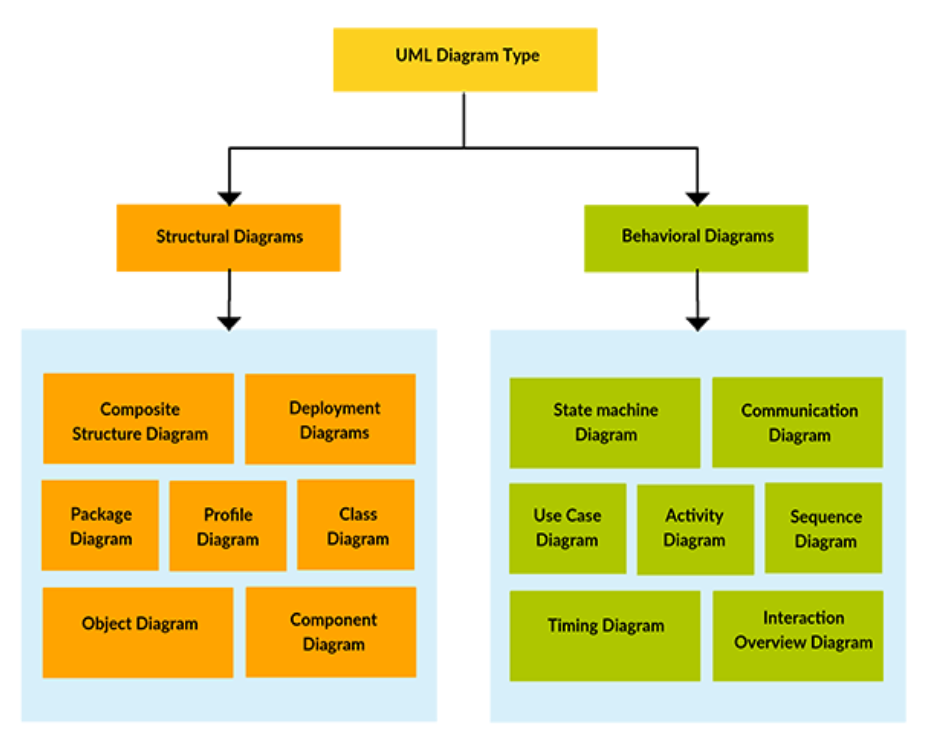 UML Diagram Type
Structural Diagrams
Behavioral Diagrams
Composite
Structure Diagram
Deployment
Diagrams
Package
Diagram
Profile
Diagram
Class
Diagram
Object Diagram
Component
Diagram
State machine
Diagram
Communication
Diagram
Use Case
Diagram
Activity
Diagram
Sequence
Diagram
Timing Diagram
Interaction
Overview Diagram